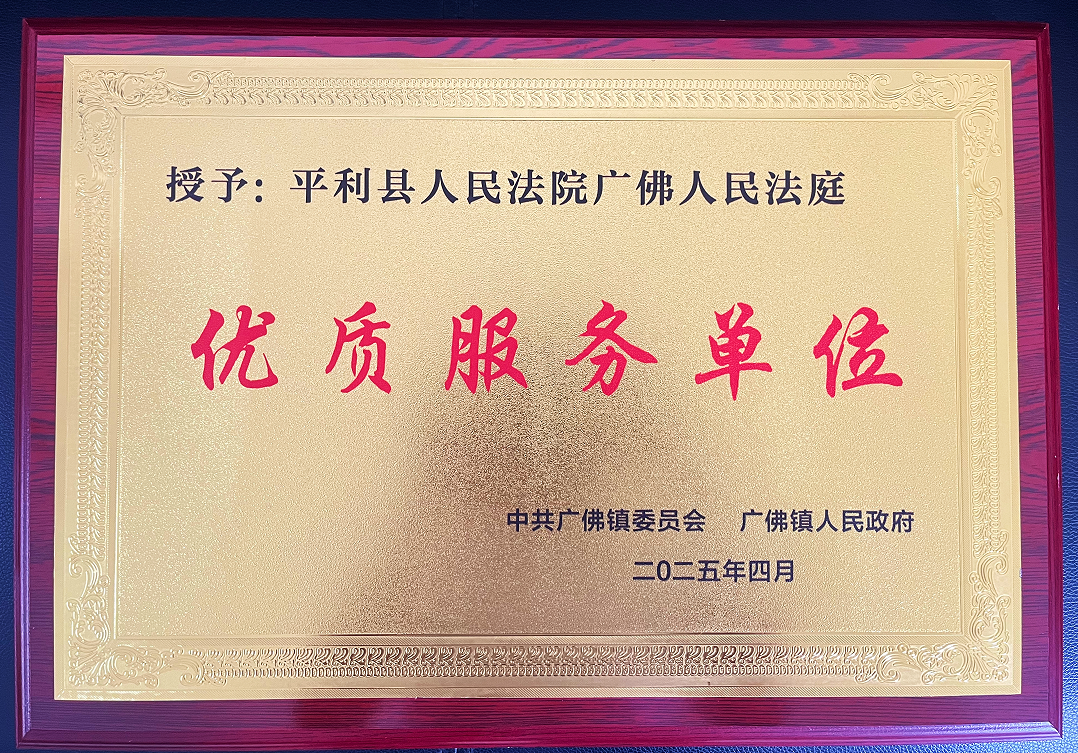 授予：平利县人民法院广佛人民法庭
优质服务单位
中共广佛镇委员会 广佛镇人民政府
二0二五年四月